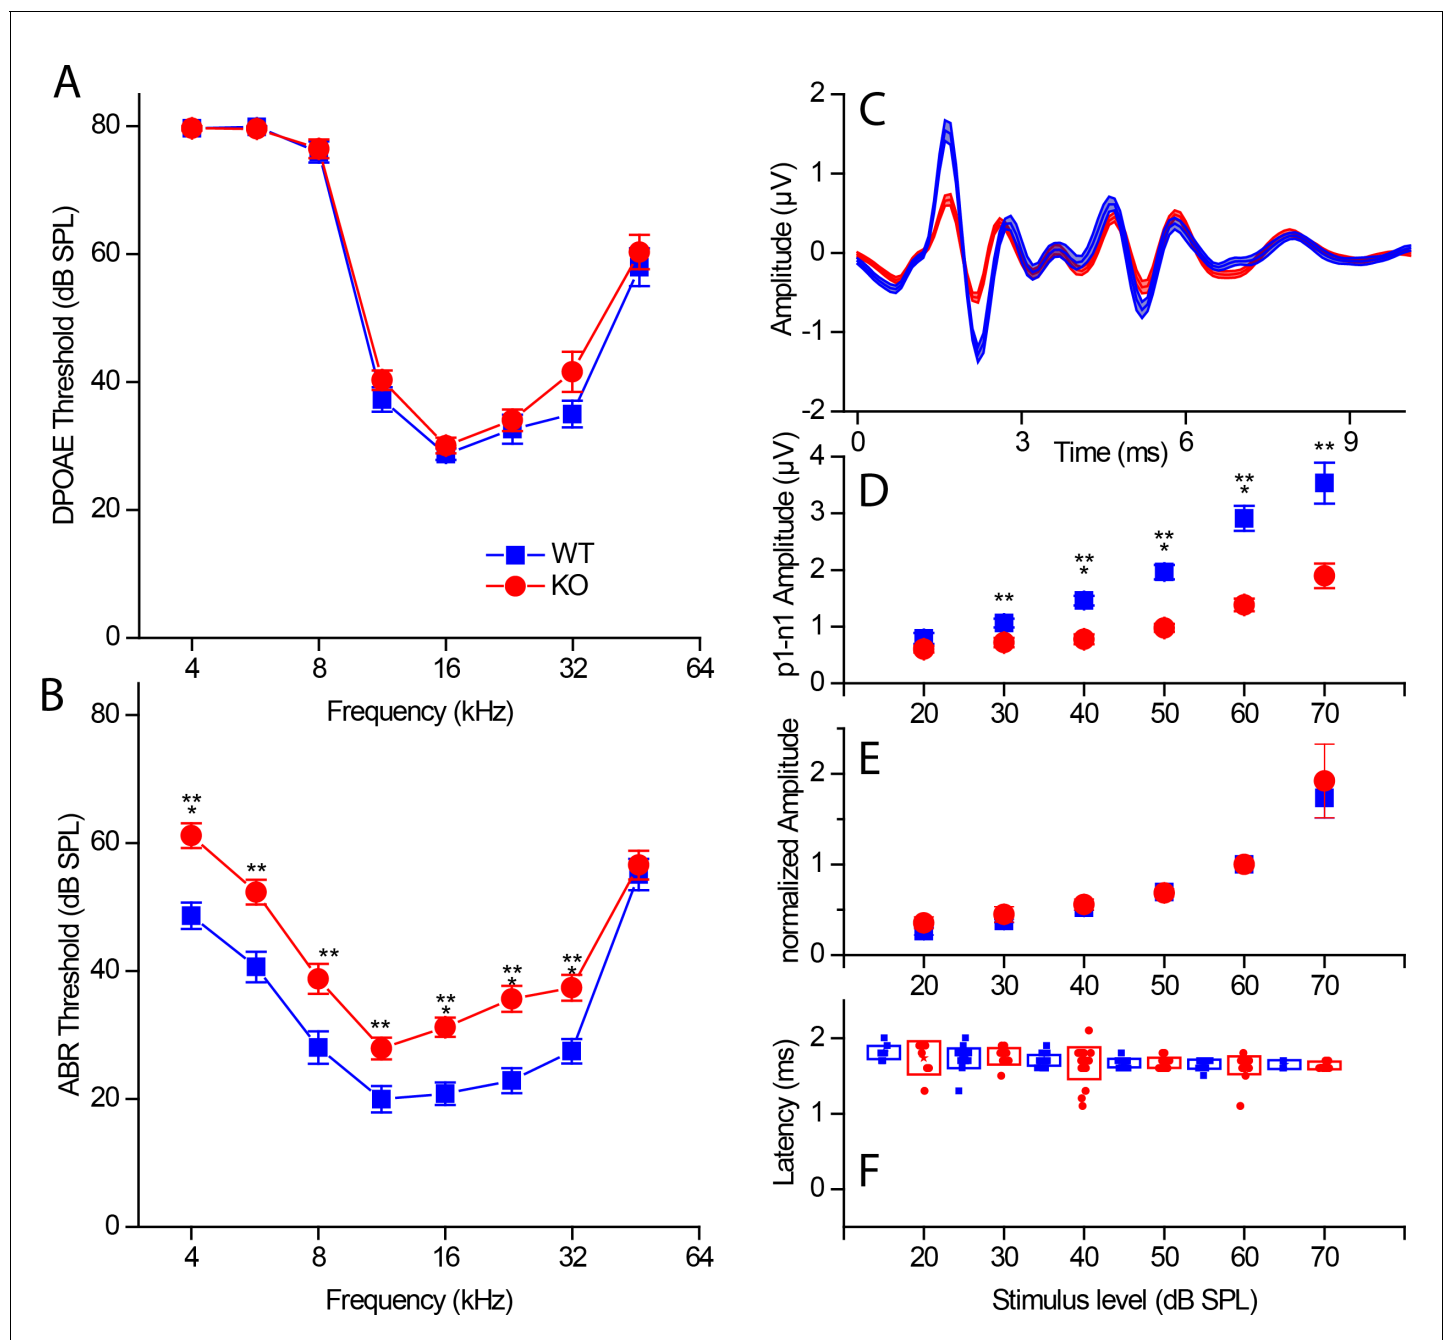 A
DPOAE Threshold (dB SPL)
80
60
40
20
0
WT
KO
4 8 16 32 64
Frequency (kHz)
B
ABR Threshold (dB SPL)
80
60
40
20
0
** *
**
**
**
** *
** *
** *
4 8 16 32 64
Frequency (kHz)
C
Amplitude (µV)
2
1
0
-1
-2
0 3 6 9
Time (ms)
D
p1-n1 Amplitude (µV)
4
3
2
1
0
**
** *
** *
** *
**
20 30 40 50 60 70
E
normalized Amplitude
2
1
0
20 30 40 50 60 70
F
Latency (ms)
2
1
0
20 30 40 50 60 70
Stimulus level (dB SPL)